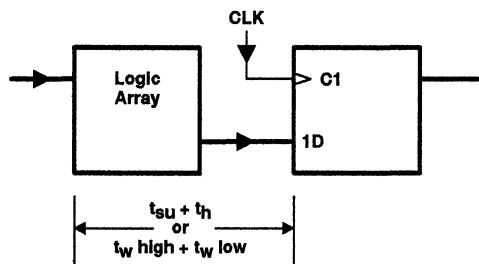 CLK
Logic
Array
C1
1D
tsu + th
or
tw high + tw low